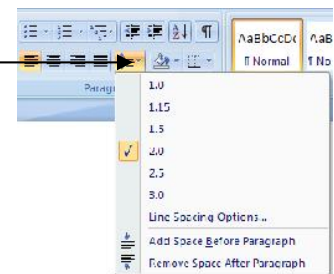 AaBbCcDc AaB
¶ Normal ¶ No
Paragr
1.0
1.15
1.5
2.0
2.5
3.0
Line Spacing Options...
Add Space Before Paragraph
Remove Space After Paragraph